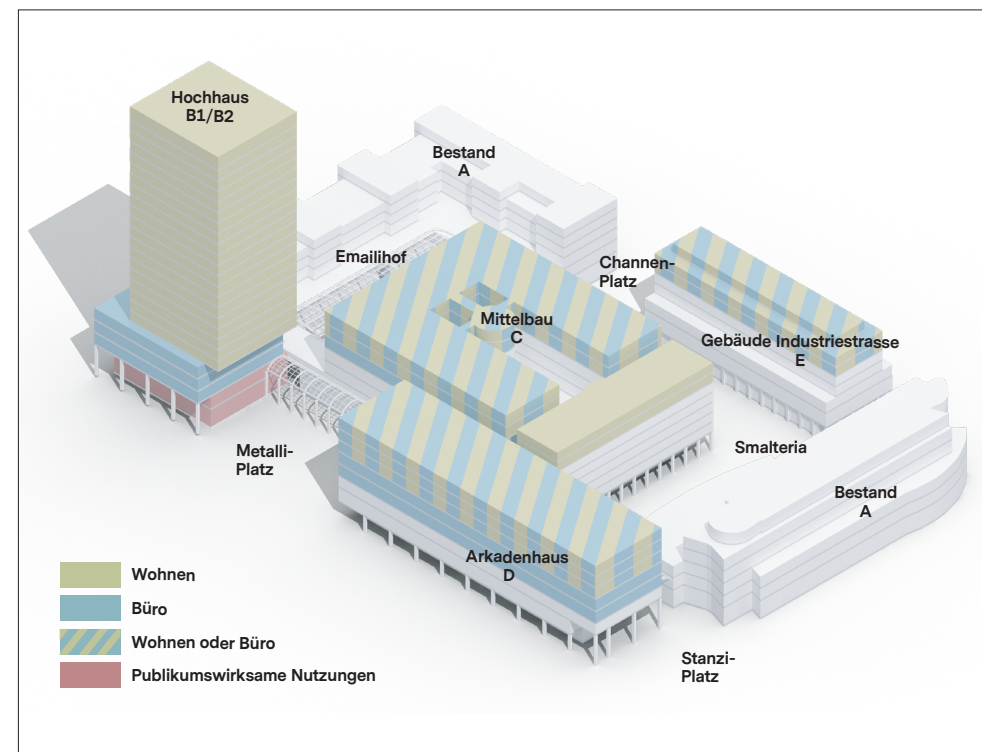 Hochhaus
B1/B2
Bestand
A
Emailihof
Channen-
Platz
Mittelbau
C
Gebäude Industriestrasse
E
Metalli-
Platz
Smalteria
Bestand
A
Arkadenhaus
D
Stanzi-
Platz
Wohnen
Büro
Wohnen oder Büro
Publikumswirksame Nutzungen